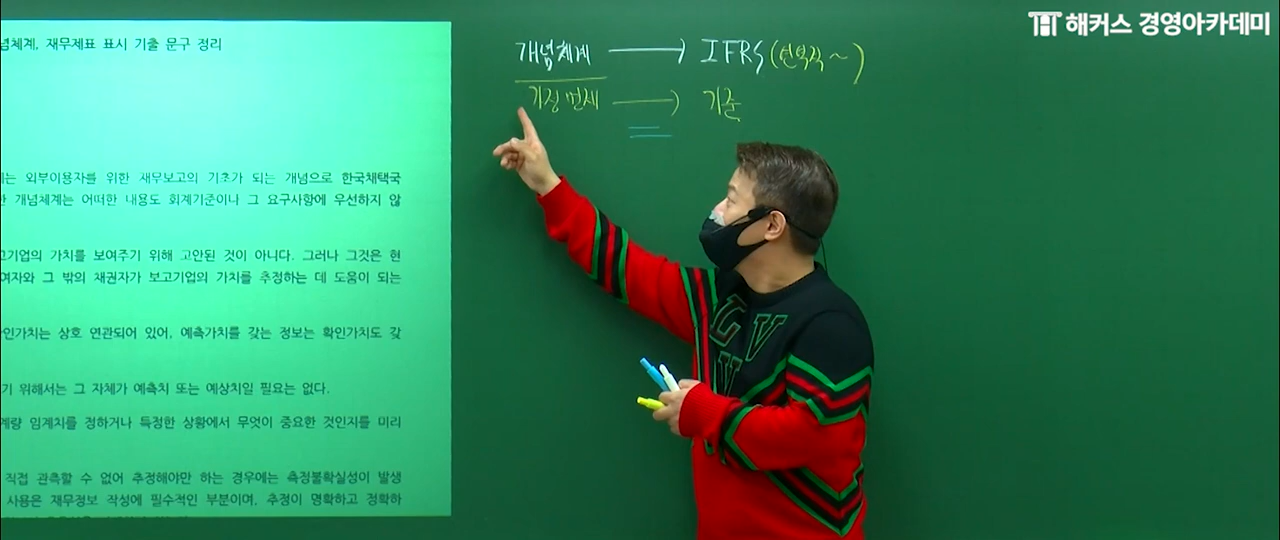 해커스 경영아카데미
념체계, 재무제표 표시 기출 문구 정리
는 외부이용자를 위한 재무보고의 기초가 되는 개념으로 한국채택국
개념체계는 어떠한 내용도 회계기준이나 그 요구사항에 우선하지 않
고기업의 가치를 보여주기 위해 고안된 것이 아니다. 그러나 그것은 현
여자와 그 밖의 채권자가 보고기업의 가치를 추정하는 데 도움이 되는
인가치는 상호 연관되어 있어, 예측가치를 갖는 정보는 확인가치도 갖
기 위해서는 그 자체가 예측치 또는 예상치일 필요는 없다.
계량 임계치를 정하거나 특정한 상황에서 무엇이 중요한 것인지를 미리
직접 관측할 수 없어 추정해야만 하는 경우에는 측정불확실성이 발생
사용은 재무정보 작성에 필수적인 부분이며, 추정이 명확하고 정확하
개념체계 → IFRS
→ 기준
LV
V